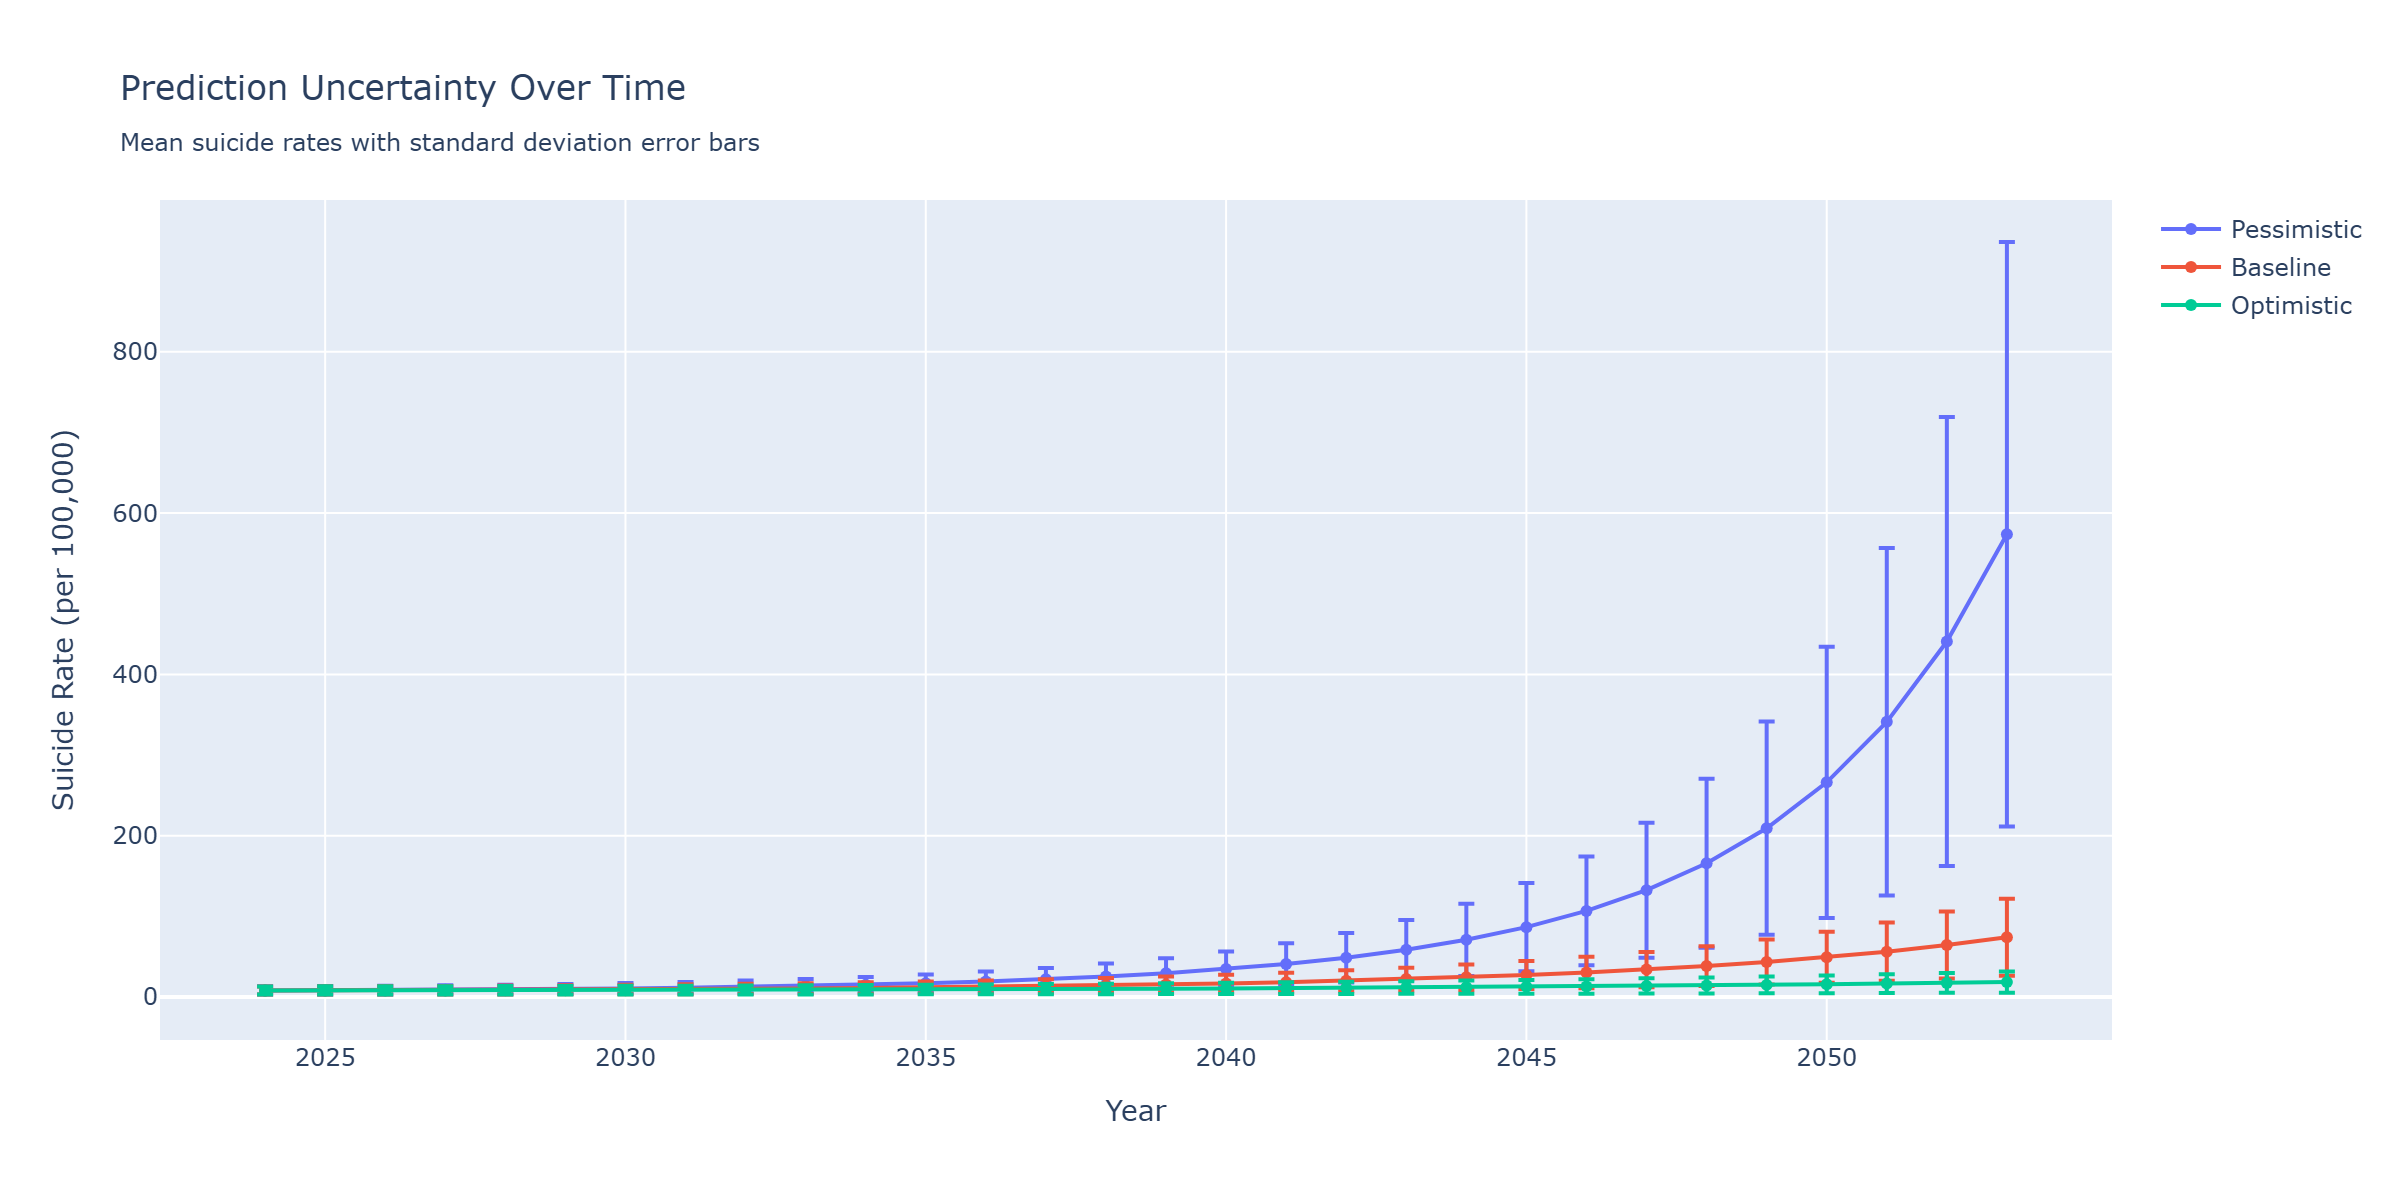 Prediction Uncertainty Over Time
Mean suicide rates with standard deviation error bars
Pessimistic
Baseline
Optimistic
Suicide Rate (per 100,000)
800
600
400
200
0
2025
2030
2035
2040
2045
2050
Year